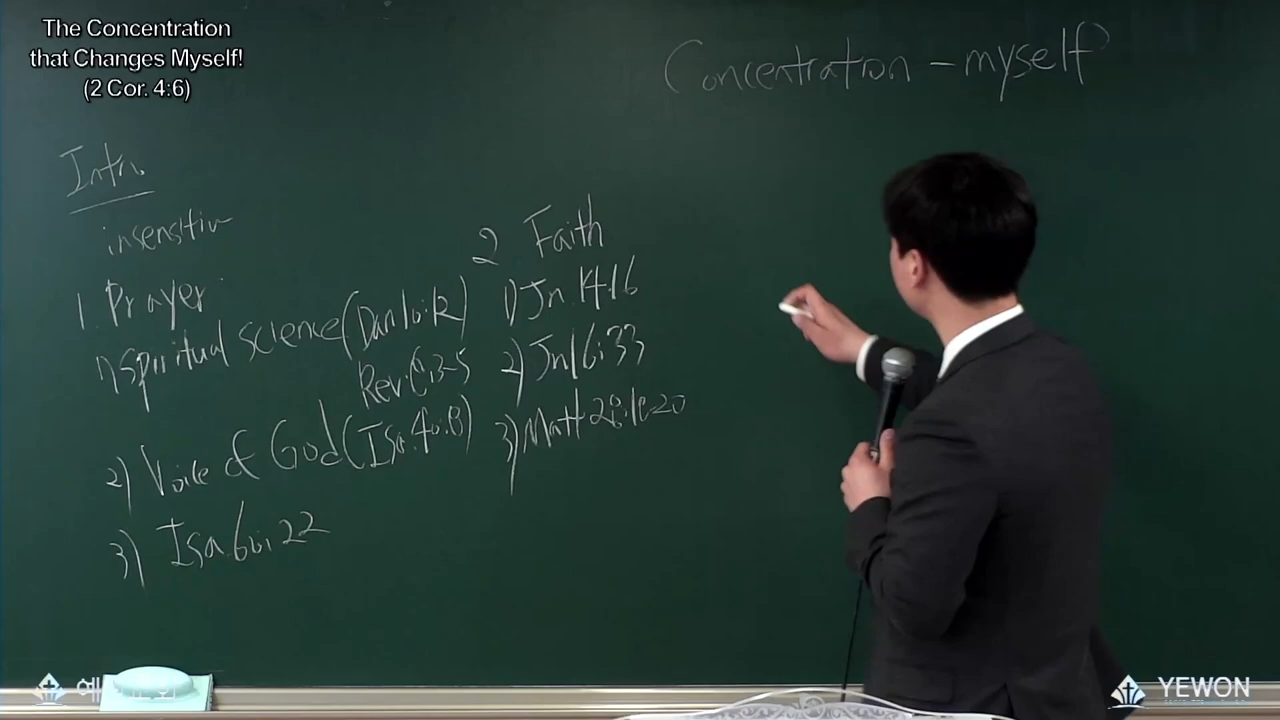 The Concentration
that Changes Myself!
(2 Cor. 4:6)
Concentration - myself
Intro.
insensitiv
1. Prayer
1) Spiritual science (Dan 10:12)
Rev. 8:3-5
2) Voice of God (Isa. 40:8)
3) Isa. 60:22
2 Faith
1) Jn. 14:16
2) Jn 16:33
3) Matt 28:16-20
예
YEWON